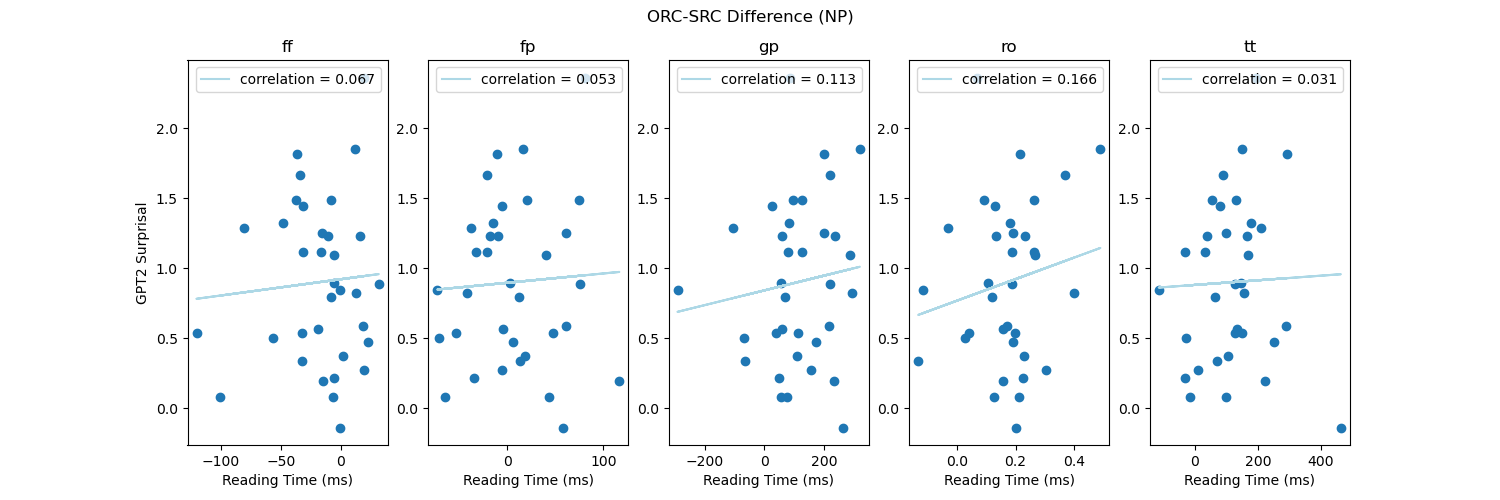 ORC-SRC Difference (NP)
ff
fp
gp
ro
tt
correlation = 0.067
correlation = 0.053
correlation = 0.113
correlation = 0.166
correlation = 0.031
GPT2 Surprisal
2.0
1.5
1.0
0.5
0.0
2.0
1.5
1.0
0.5
0.0
2.0
1.5
1.0
0.5
0.0
2.0
1.5
1.0
0.5
0.0
2.0
1.5
1.0
0.5
0.0
−100 −50 0
0 100
−200 0 200
0.0 0.2 0.4
0 200 400
Reading Time (ms)
Reading Time (ms)
Reading Time (ms)
Reading Time (ms)
Reading Time (ms)